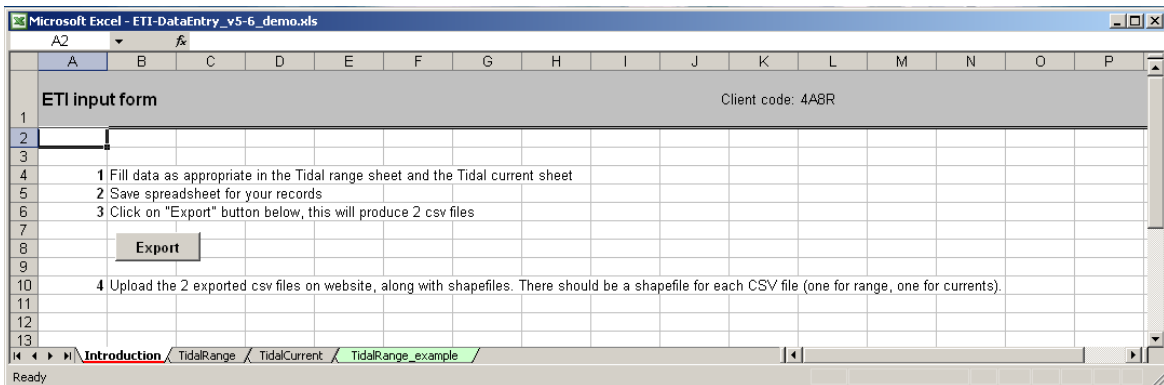 Microsoft Excel - ETI-DataEntry_v5-6_demo.xls
A2 fx
A B C D E F G H I J K L M N O P
1 ETI input form Client code: 4A8R
2
3
4 1 Fill data as appropriate in the Tidal range sheet and the Tidal current sheet
5 2 Save spreadsheet for your records
6 3 Click on "Export" button below, this will produce 2 csv files
7
8 Export
9
10 4 Upload the 2 exported csv files on website, along with shapefiles. There should be a shapefile for each CSV file (one for range, one for currents).
11
12
13
Introduction TidalRange TidalCurrent TidalRange_example
Ready